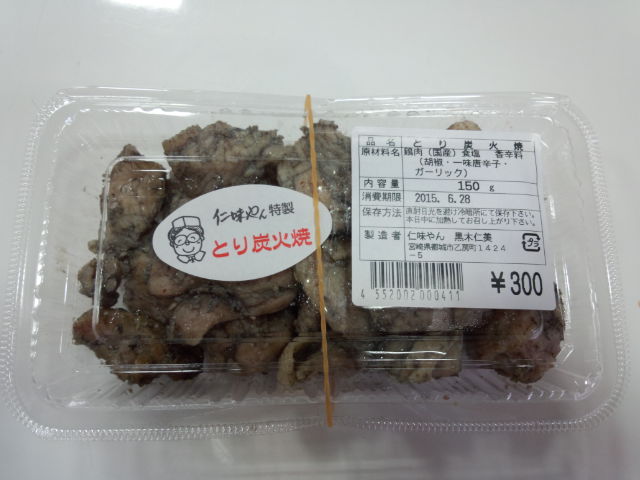 仁味やん特製
とり炭火焼
品名 とり炭火焼
原材料名 鶏肉（国産）食塩 香辛料
（胡椒・一味唐辛子・
ガーリック）
内容量 150g
消費期限 2015. 6.28
保存方法 直射日光を避け冷暗所にて保存下さい。
本日中に加熱してお召し上がり下さい。
製造者 仁味やん 黒木仁美
宮崎県都城市乙房町1424
-5
プラ
4 552002 000411
¥300